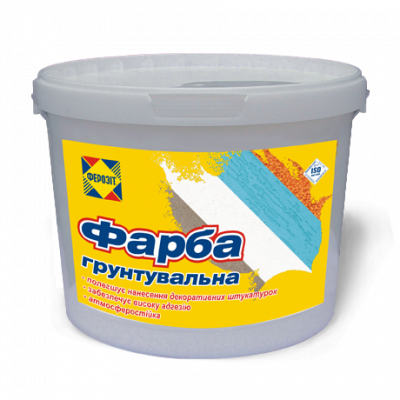 ФЕРОЗІТ
ISO
Фарба
грунтувальна
• полегшує нанесення декоративних штукатурок
• забезпечує високу адгезію
• атмосферостійка